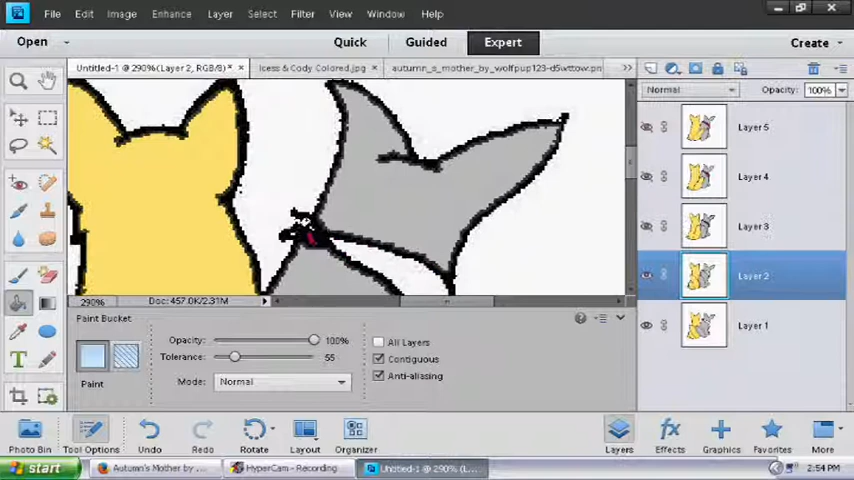 File Edit Image Enhance Layer Select Filter View Window Help
Open Quick Guided Expert Create
Untitled-1 @ 290%(Layer 2, RGB/8)* × Icess & Cody Colored.jpg × autumn_s_mother_by_wolfpup123-d5wttow.pn
Normal Opacity: 100%
Layer 5
Layer 4
Layer 3
Layer 2
Layer 1
290% Doc: 457.0K/2.31M
Paint Bucket
Paint
Opacity: 100%
Tolerance: 55
Mode: Normal
All Layers
Contiguous
Anti-aliasing
Photo Bin Tool Options Undo Redo Rotate Layout Organizer Layers Effects Graphics Favorites More
start Autumn's Mother by ... HyperCam - Recording Untitled-1 @ 290% (L... 2:54 PM